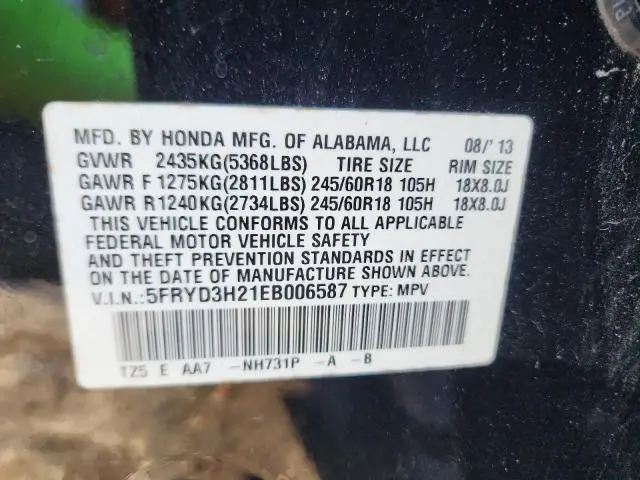 MFD. BY HONDA MFG. OF ALABAMA, LLC 08/'13
GVWR 2435KG(5368LBS) TIRE SIZE RIM SIZE
GAWR F 1275KG(2811LBS) 245/60R18 105H 18X8.0J
GAWR R1240KG(2734LBS) 245/60R18 105H 18X8.0J
THIS VEHICLE CONFORMS TO ALL APPLICABLE
FEDERAL MOTOR VEHICLE SAFETY
AND THEFT PREVENTION STANDARDS IN EFFECT
ON THE DATE OF MANUFACTURE SHOWN ABOVE.
V.I.N.:5FRYD3H21EB006587 TYPE: MPV
TZ5 E AA7 -NH731P -A -B